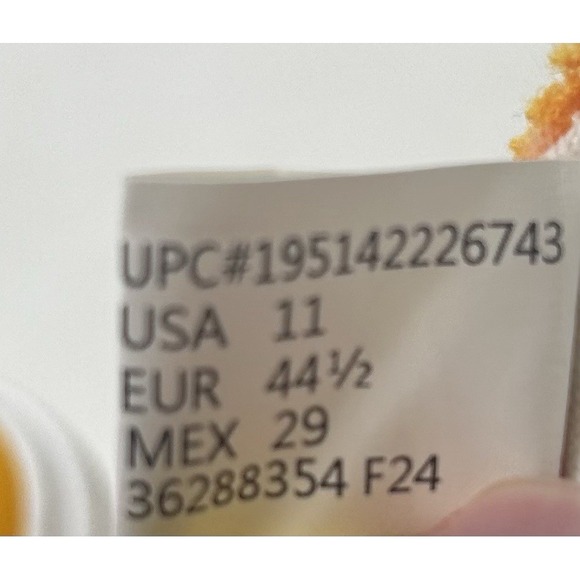 UPC#195142226743
USA 11
EUR 44½
MEX 29
36288354 F24